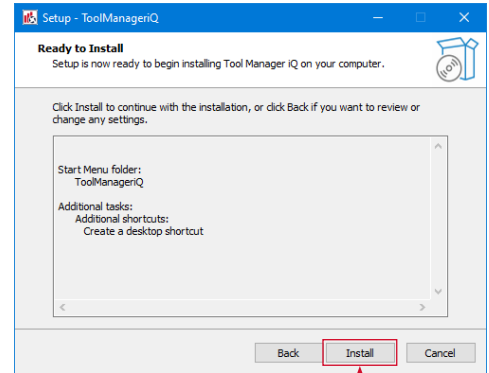 Setup - ToolManageriQ
Ready to Install
Setup is now ready to begin installing Tool Manager iQ on your computer.
Click Install to continue with the installation, or click Back if you want to review or
change any settings.
Start Menu folder:
ToolManageriQ
Additional tasks:
Additional shortcuts:
Create a desktop shortcut
Back
Install
Cancel